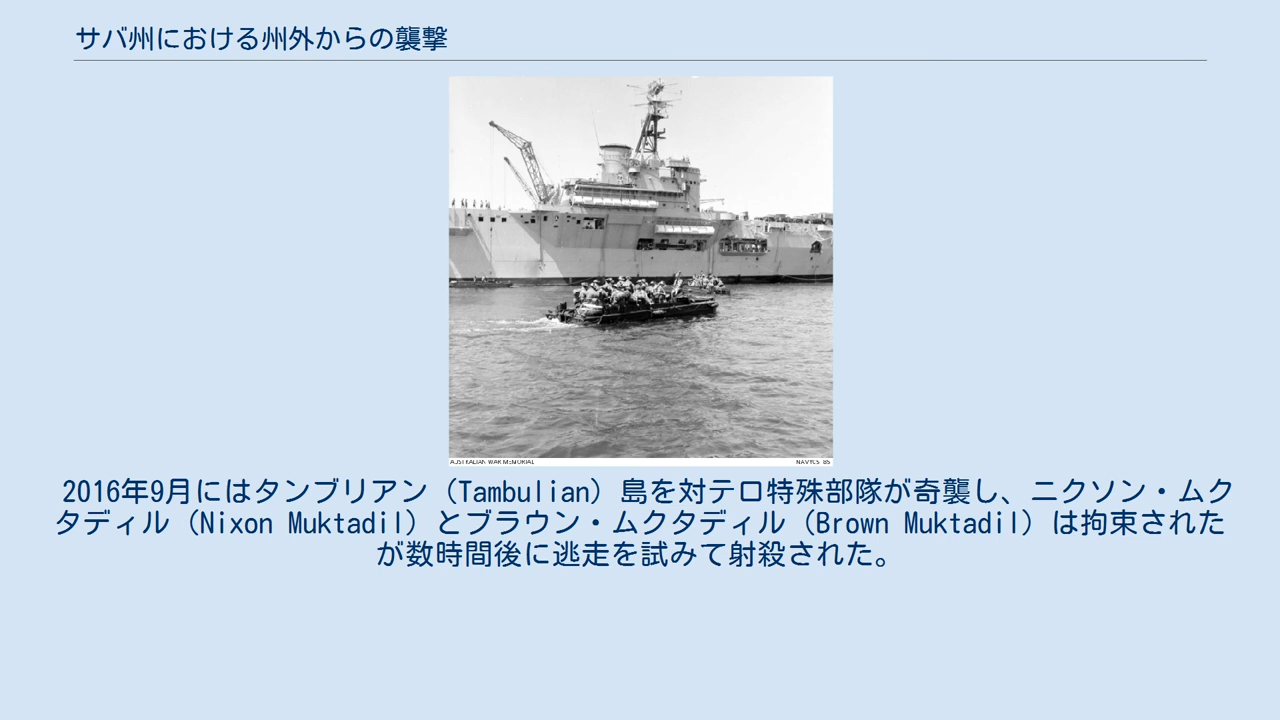 サバ州における州外からの襲撃
AUSTRALIAN WAR MEMORIAL
2016年9月にはタンブリアン（Tambulian）島を対テロ特殊部隊が奇襲し、ニクソン・ムク
タディル（Nixon Muktadil）とブラウン・ムクタディル（Brown Muktadil）は拘束された
が数時間後に逃走を試みて射殺された。